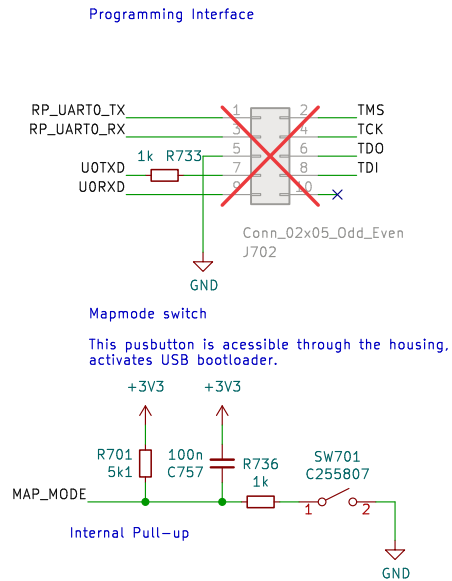 Programming Interface
RP_UART0_TX 1 2 TMS
RP_UART0_RX 3 4 TCK
5 6 TDO
1k R733
U0TXD 7 8 TDI
U0RXD 9 10
Conn_02x05_Odd_Even
J702
GND
Mapmode switch
This pusbutton is acessible through the housing,
activates USB bootloader.
+3V3 +3V3
R701 100n
5k1 C757
R736
1k
SW701
C255807
MAP_MODE
1 2
Internal Pull-up
GND